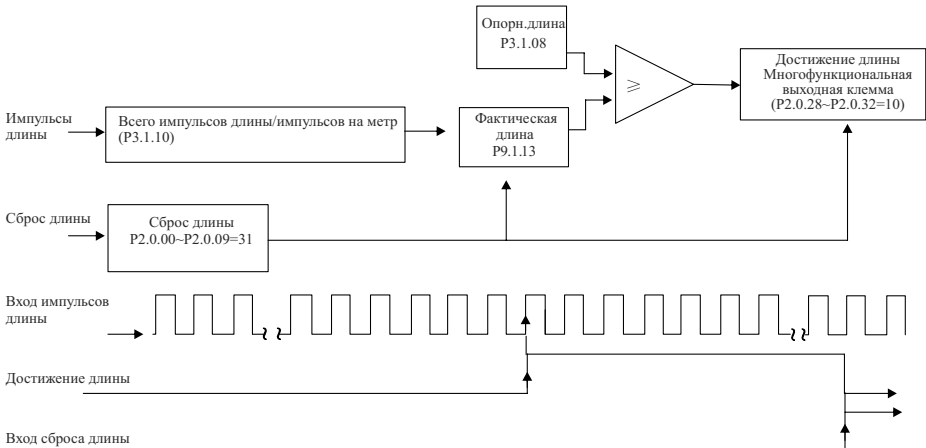 Опорн.длина
P3.1.08
Достижение длины
Многофункциональная
выходная клемма
(P2.0.28~P2.0.32=10)
≥
Импульсы
длины
Всего импульсов длины/импульсов на метр
(P3.1.10)
Фактическая
длина
P9.1.13
Сброс длины
Сброс длины
P2.0.00~P2.0.09=31
Вход импульсов
длины
Достижение длины
Вход сброса длины